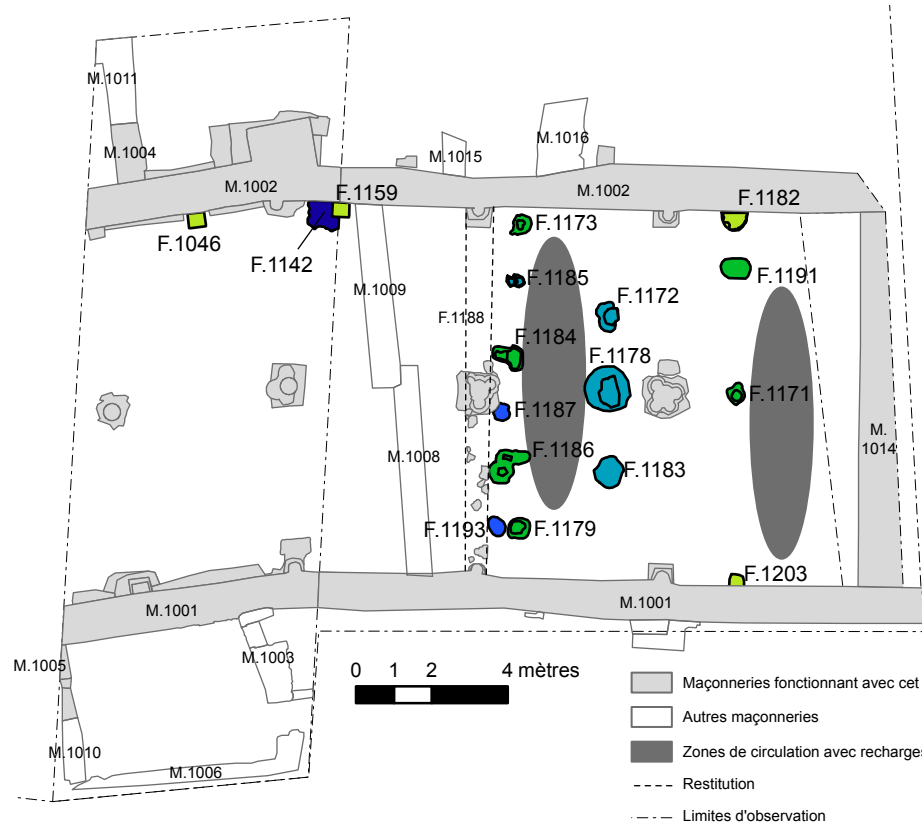 M.1011
M.1004
M.1002
M.1015
M.1016
M.1002
F.1159
F.1046
F.1142
F.1173
F.1182
F.1185
F.1191
M.1009
F.1188
F.1172
F.1184
F.1178
F.1171
F.1187
M.1008
F.1186
F.1183
M.
1014
F.1193
F.1179
F.1203
M.1001
M.1001
M.1005
M.1003
M.1010
M.1006
0 1 2 4 mètres
Maçonneries fonctionnant avec cet
Autres maçonneries
Zones de circulation avec recharges
Restitution
Limites d'observation